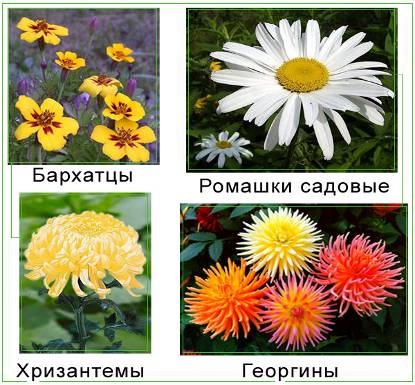 Бархатцы
Ромашки садовые
Хризантемы
Георгины